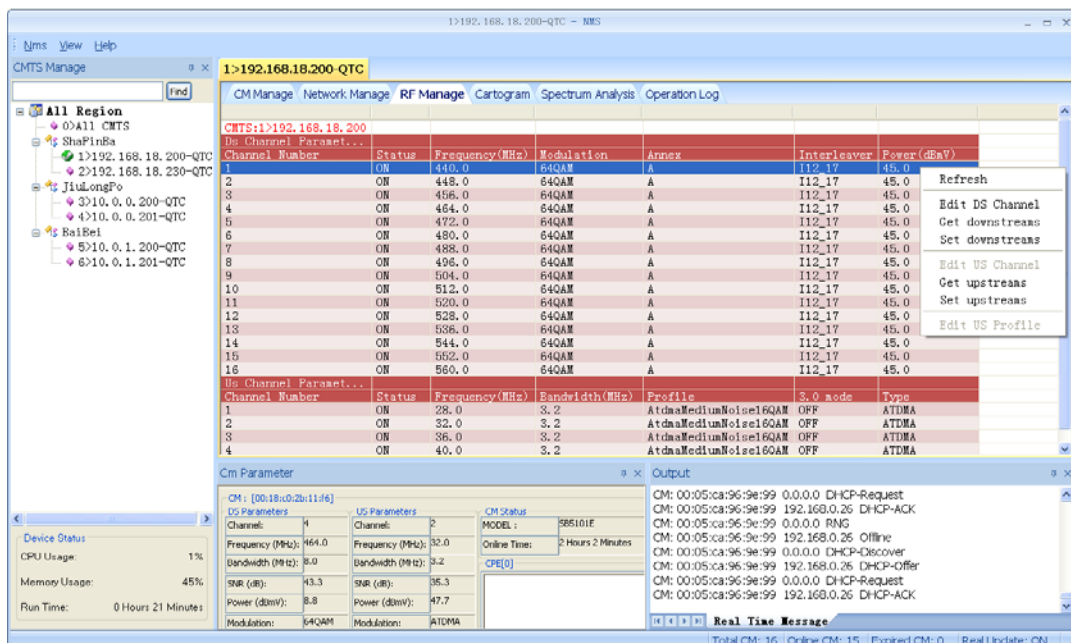 1>192.168.18.200-QTC - NMS
Nms View Help
CMTS Manage
Find
All Region
0>All CMTS
ShaPinBa
1>192.168.18.200-QTC
2>192.168.18.230-QTC
JiuLongPo
3>10.0.0.200-QTC
4>10.0.0.201-QTC
BaiBei
5>10.0.1.200-QTC
6>10.0.1.201-QTC
Device Status
CPU Usage: 1%
Memory Usage: 45%
Run Time: 0 Hours 21 Minutes
1>192.168.18.200-QTC
CM Manage Network Manage RF Manage Cartogram Spectrum Analysis Operation Log
CMTS:1>192.168.18.200
Ds Channel Paramet...
Channel Number Status Frequency(MHz) Modulation Annex Interleaver Power(dBmV)
1 ON 440.0 64QAM A I12_17 45.0
2 ON 448.0 64QAM A I12_17 45.0
3 ON 456.0 64QAM A I12_17 45.0
4 ON 464.0 64QAM A I12_17 45.0
5 ON 472.0 64QAM A I12_17 45.0
6 ON 480.0 64QAM A I12_17 45.0
7 ON 488.0 64QAM A I12_17 45.0
8 ON 496.0 64QAM A I12_17 45.0
9 ON 504.0 64QAM A I12_17 45.0
10 ON 512.0 64QAM A I12_17 45.0
11 ON 520.0 64QAM A I12_17 45.0
12 ON 528.0 64QAM A I12_17 45.0
13 ON 536.0 64QAM A I12_17 45.0
14 ON 544.0 64QAM A I12_17 45.0
15 ON 552.0 64QAM A I12_17 45.0
16 ON 560.0 64QAM A I12_17 45.0
Us Channel Paramet...
Channel Number Status Frequency(MHz) Bandwidth(MHz) Profile 3.0 mode Type
1 ON 28.0 3.2 AtdmaMediumNoise16QAM OFF ATDMA
2 ON 32.0 3.2 AtdmaMediumNoise16QAM OFF ATDMA
3 ON 36.0 3.2 AtdmaMediumNoise16QAM OFF ATDMA
4 ON 40.0 3.2 AtdmaMediumNoise16QAM OFF ATDMA
Refresh
Edit DS Channel
Get downstreams
Set downstreams
Edit US Channel
Get upstreams
Set upstreams
Edit US Profile
Cm Parameter
CM : [00:18:c0:2b:11:f6]
DS Parameters US Parameters CM Status
Channel: 4 Channel: 2 MODEL : SB5101E
Frequency (MHz): 464.0 Frequency (MHz): 32.0 Online Time: 2 Hours 2 Minutes
Bandwidth (MHz): 8.0 Bandwidth (MHz): 3.2 CPE[0]
SNR (dB): 43.3 SNR (dB): 35.3
Power (dBmV): 8.8 Power (dBmV): 47.7
Modulation: 64QAM Modulation: ATDMA
Output
CM: 00:05:ca:96:9e:99 0.0.0.0 DHCP-Request
CM: 00:05:ca:96:9e:99 192.168.0.26 DHCP-ACK
CM: 00:05:ca:96:9e:99 0.0.0.0 RNG
CM: 00:05:ca:96:9e:99 192.168.0.26 Offline
CM: 00:05:ca:96:9e:99 0.0.0.0 DHCP-Discover
CM: 00:05:ca:96:9e:99 192.168.0.26 DHCP-Offer
CM: 00:05:ca:96:9e:99 0.0.0.0 DHCP-Request
CM: 00:05:ca:96:9e:99 192.168.0.26 DHCP-ACK
Real Time Message
Total CM: 16 Online CM: 15 Expired CM: 0 Real Update: ON